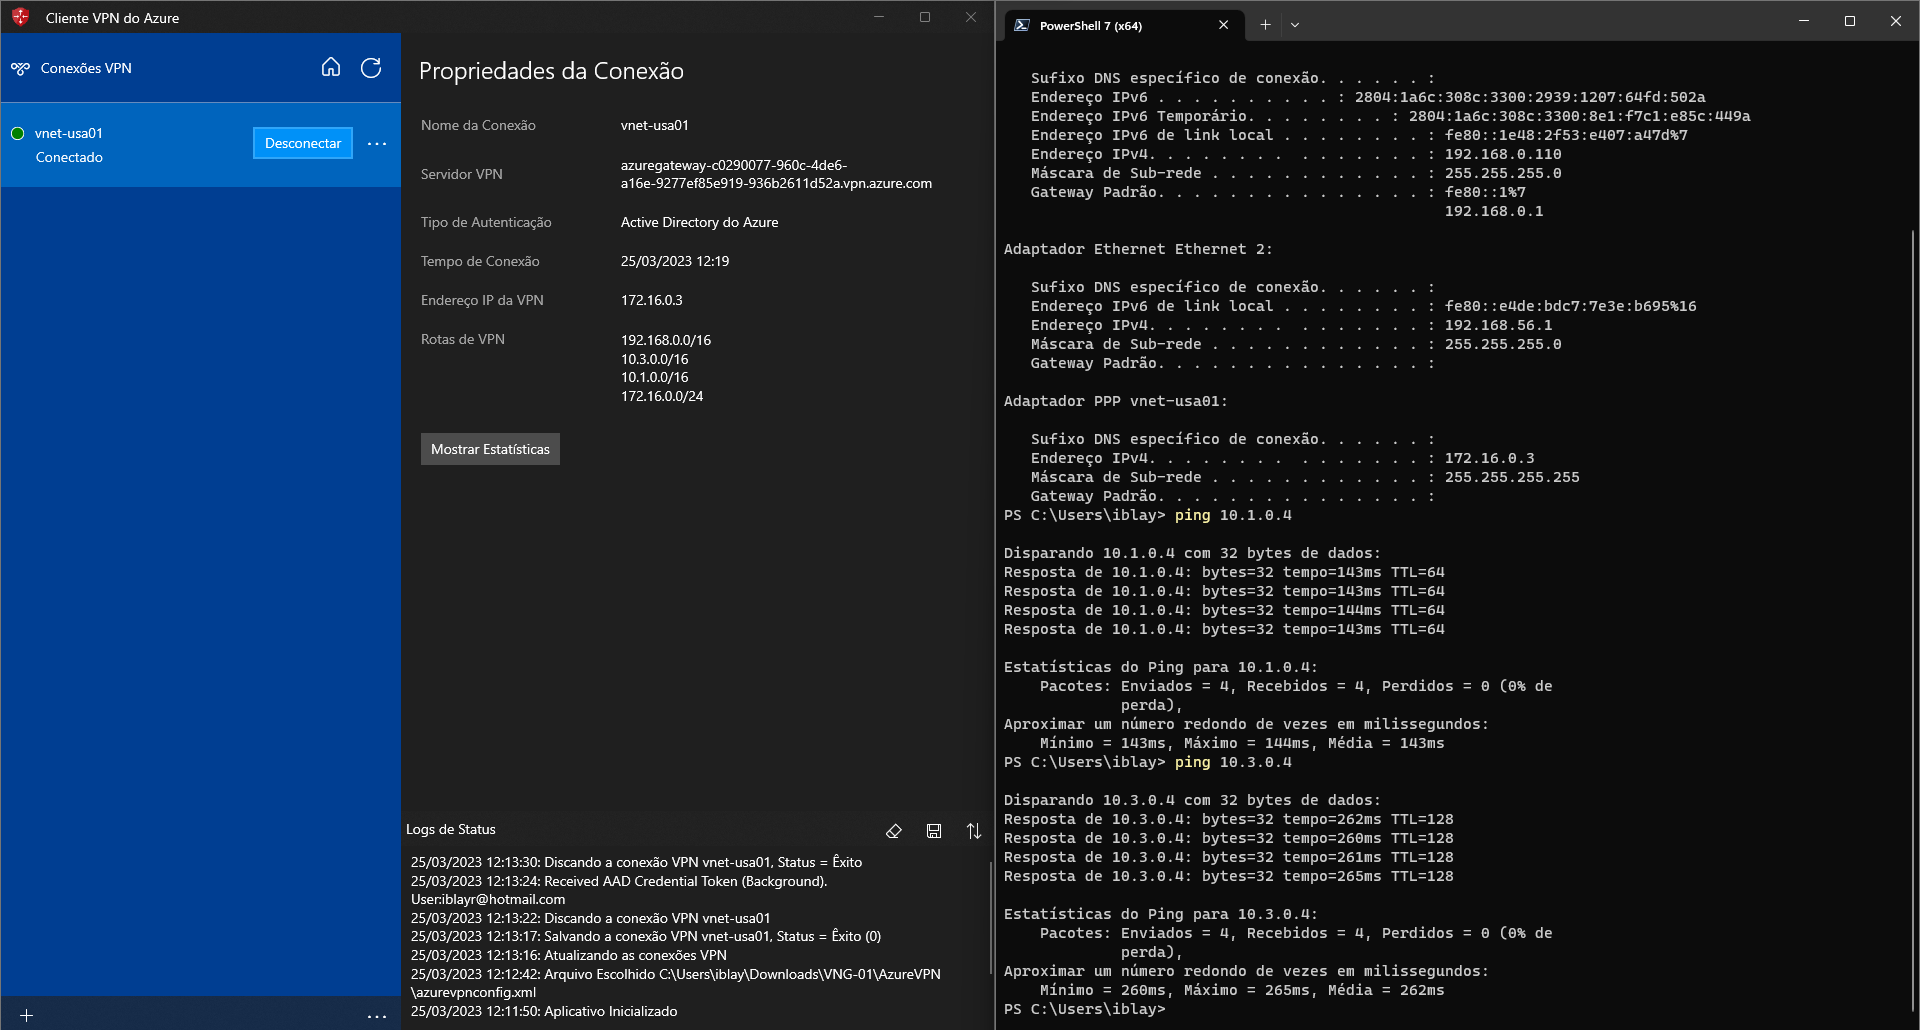 Cliente VPN do Azure
Conexões VPN
vnet-usa01
Conectado
Desconectar
Propriedades da Conexão
Nome da Conexão
vnet-usa01
Servidor VPN
azuregateway-c0290077-960c-4de6-
a16e-9277ef85e919-936b2611d52a.vpn.azure.com
Tipo de Autenticação
Active Directory do Azure
Tempo de Conexão
25/03/2023 12:19
Endereço IP da VPN
172.16.0.3
Rotas de VPN
192.168.0.0/16
10.3.0.0/16
10.1.0.0/16
172.16.0.0/24
Mostrar Estatísticas
Logs de Status
25/03/2023 12:13:30: Discando a conexão VPN vnet-usa01, Status = Êxito
25/03/2023 12:13:24: Received AAD Credential Token (Background).
User:iblayr@hotmail.com
25/03/2023 12:13:22: Discando a conexão VPN vnet-usa01
25/03/2023 12:13:17: Salvando a conexão VPN vnet-usa01, Status = Êxito (0)
25/03/2023 12:13:16: Atualizando as conexões VPN
25/03/2023 12:12:42: Arquivo Escolhido C:\Users\iblay\Downloads\VNG-01\AzureVPN
\azurevpnconfig.xml
25/03/2023 12:11:50: Aplicativo Inicializado
PowerShell 7 (x64)
Sufixo DNS específico de conexão. . . . . . :
Endereço IPv6 . . . . . . . . . . : 2804:1a6c:308c:3300:2939:1207:64fd:502a
Endereço IPv6 Temporário. . . . . . . . : 2804:1a6c:308c:3300:8e1:f7c1:e85c:449a
Endereço IPv6 de link local . . . . . . . . : fe80::1e48:2f53:e407:a47d%7
Endereço IPv4. . . . . . . .  . . . . . . . : 192.168.0.110
Máscara de Sub-rede . . . . . . . . . . . . : 255.255.255.0
Gateway Padrão. . . . . . . . . . . . . . . : fe80::1%7
192.168.0.1
Adaptador Ethernet Ethernet 2:
Sufixo DNS específico de conexão. . . . . . :
Endereço IPv6 de link local . . . . . . . . : fe80::e4de:bdc7:7e3e:b695%16
Endereço IPv4. . . . . . . .  . . . . . . . : 192.168.56.1
Máscara de Sub-rede . . . . . . . . . . . . : 255.255.255.0
Gateway Padrão. . . . . . . . . . . . . . . :
Adaptador PPP vnet-usa01:
Sufixo DNS específico de conexão. . . . . . :
Endereço IPv4. . . . . . . .  . . . . . . . : 172.16.0.3
Máscara de Sub-rede . . . . . . . . . . . . : 255.255.255.255
Gateway Padrão. . . . . . . . . . . . . . . :
PS C:\Users\iblay> ping 10.1.0.4
Disparando 10.1.0.4 com 32 bytes de dados:
Resposta de 10.1.0.4: bytes=32 tempo=143ms TTL=64
Resposta de 10.1.0.4: bytes=32 tempo=143ms TTL=64
Resposta de 10.1.0.4: bytes=32 tempo=144ms TTL=64
Resposta de 10.1.0.4: bytes=32 tempo=143ms TTL=64
Estatísticas do Ping para 10.1.0.4:
Pacotes: Enviados = 4, Recebidos = 4, Perdidos = 0 (0% de
perda),
Aproximar um número redondo de vezes em milissegundos:
Mínimo = 143ms, Máximo = 144ms, Média = 143ms
PS C:\Users\iblay> ping 10.3.0.4
Disparando 10.3.0.4 com 32 bytes de dados:
Resposta de 10.3.0.4: bytes=32 tempo=262ms TTL=128
Resposta de 10.3.0.4: bytes=32 tempo=260ms TTL=128
Resposta de 10.3.0.4: bytes=32 tempo=261ms TTL=128
Resposta de 10.3.0.4: bytes=32 tempo=265ms TTL=128
Estatísticas do Ping para 10.3.0.4:
Pacotes: Enviados = 4, Recebidos = 4, Perdidos = 0 (0% de
perda),
Aproximar um número redondo de vezes em milissegundos:
Mínimo = 260ms, Máximo = 265ms, Média = 262ms
PS C:\Users\iblay>